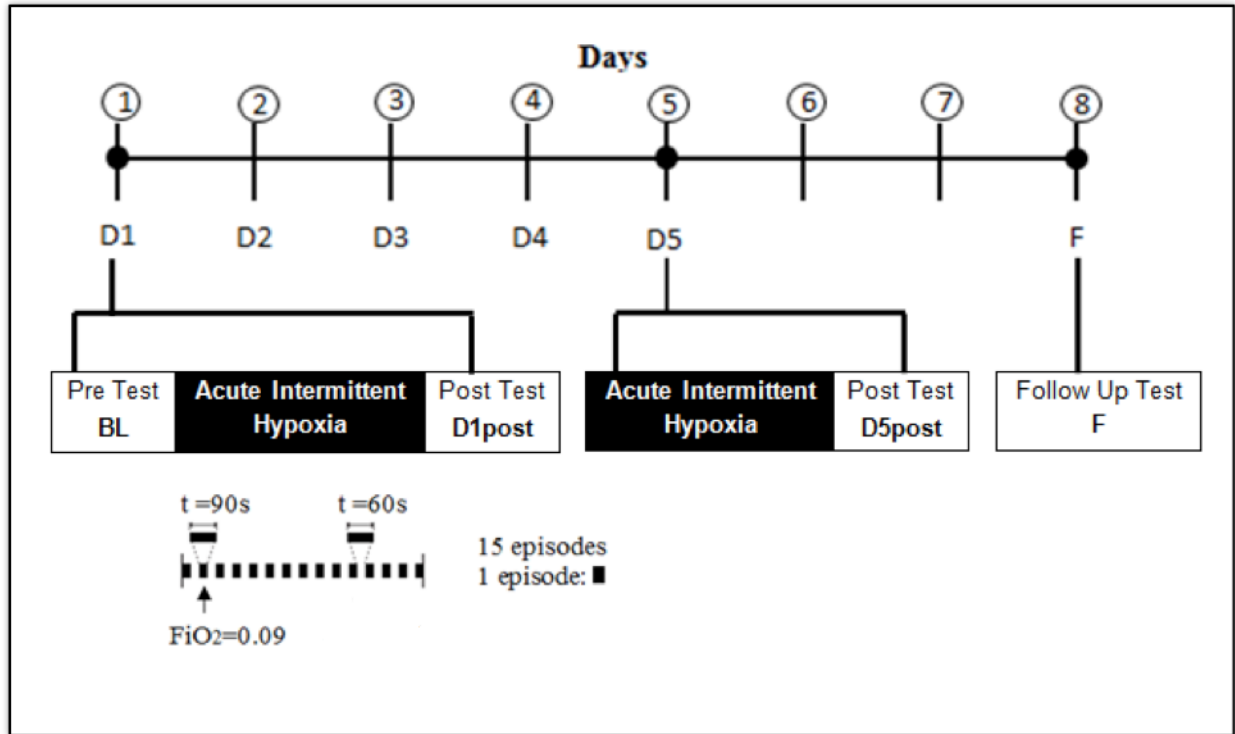 Days
1 2 3 4 5 6 7 8
D1 D2 D3 D4 D5 F
Pre Test Acute Intermittent Post Test Acute Intermittent Post Test Follow Up Test
BL Hypoxia D1post Hypoxia D5post F
t =90s t =60s
15 episodes
1 episode:
FiO2=0.09